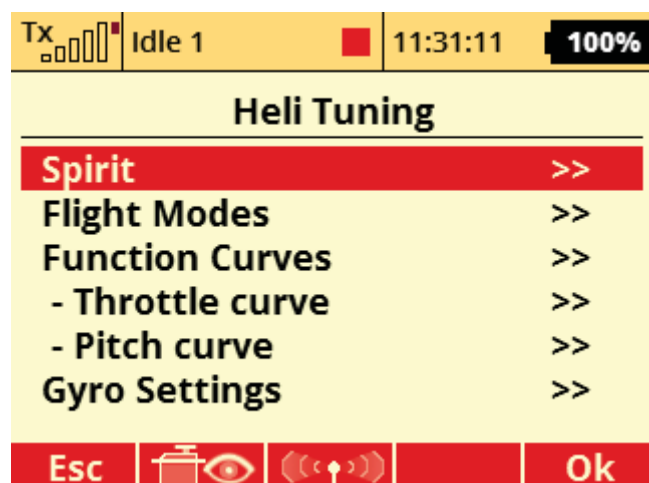 Tx Idle 1 11:31:11 100%
Heli Tuning
Spirit >>
Flight Modes >>
Function Curves >>
- Throttle curve >>
- Pitch curve >>
Gyro Settings >>
Esc Ok